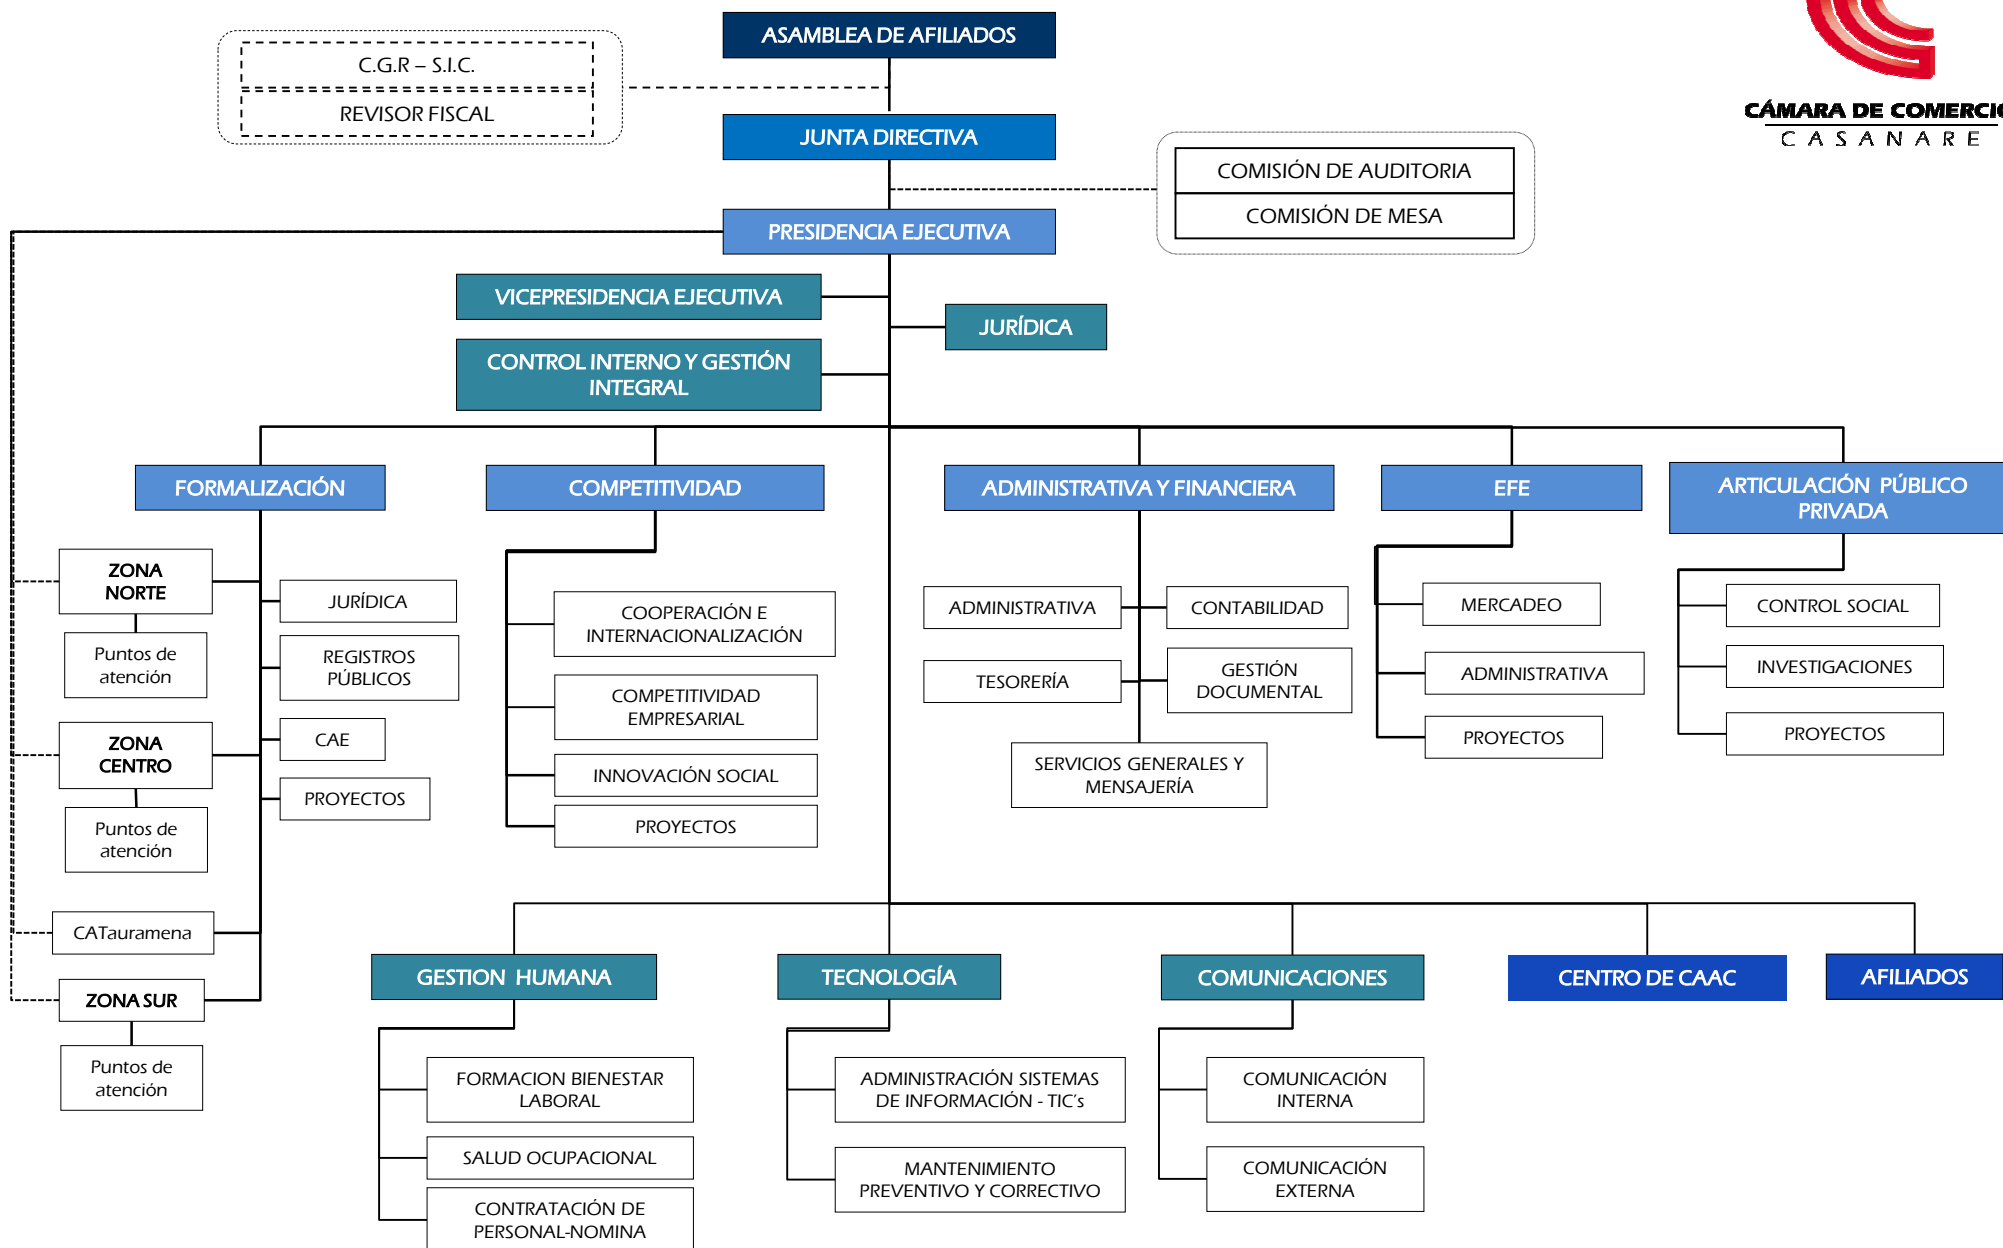 ASAMBLEA DE AFILIADOS
C.G.R – S.I.C.
REVISOR FISCAL
CÁMARA DE COMERCIO
CASANARE
JUNTA DIRECTIVA
COMISIÓN DE AUDITORIA
COMISIÓN DE MESA
PRESIDENCIA EJECUTIVA
VICEPRESIDENCIA EJECUTIVA
JURÍDICA
CONTROL INTERNO Y GESTIÓN
INTEGRAL
FORMALIZACIÓN
COMPETITIVIDAD
ADMINISTRATIVA Y FINANCIERA
EFE
ARTICULACIÓN PÚBLICO
PRIVADA
ZONA
NORTE
Puntos de
atención
ZONA
CENTRO
Puntos de
atención
CATauramena
ZONA SUR
Puntos de
atención
JURÍDICA
REGISTROS
PÚBLICOS
CAE
PROYECTOS
COOPERACIÓN E
INTERNACIONALIZACIÓN
COMPETITIVIDAD
EMPRESARIAL
INNOVACIÓN SOCIAL
PROYECTOS
ADMINISTRATIVA
CONTABILIDAD
TESORERÍA
GESTIÓN
DOCUMENTAL
SERVICIOS GENERALES Y
MENSAJERÍA
MERCADEO
ADMINISTRATIVA
PROYECTOS
CONTROL SOCIAL
INVESTIGACIONES
PROYECTOS
GESTION HUMANA
TECNOLOGÍA
COMUNICACIONES
CENTRO DE CAAC
AFILIADOS
FORMACION BIENESTAR
LABORAL
SALUD OCUPACIONAL
CONTRATACIÓN DE
PERSONAL-NOMINA
ADMINISTRACIÓN SISTEMAS
DE INFORMACIÓN - TIC's
MANTENIMIENTO
PREVENTIVO Y CORRECTIVO
COMUNICACIÓN
INTERNA
COMUNICACIÓN
EXTERNA